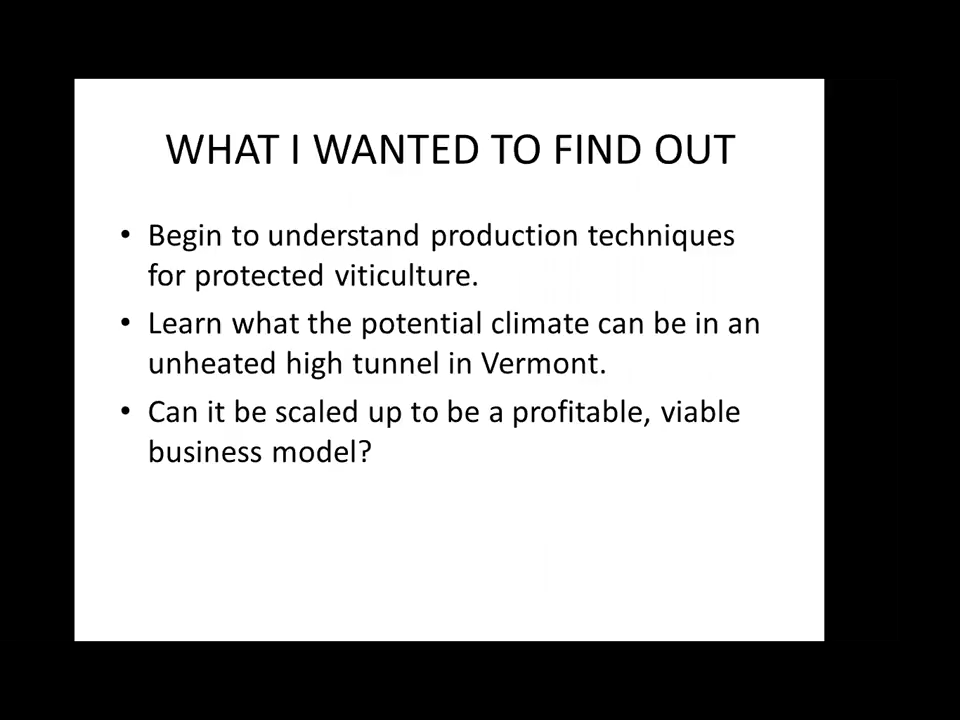 WHAT I WANTED TO FIND OUT
• Begin to understand production techniques
for protected viticulture.
• Learn what the potential climate can be in an
unheated high tunnel in Vermont.
• Can it be scaled up to be a profitable, viable
business model?